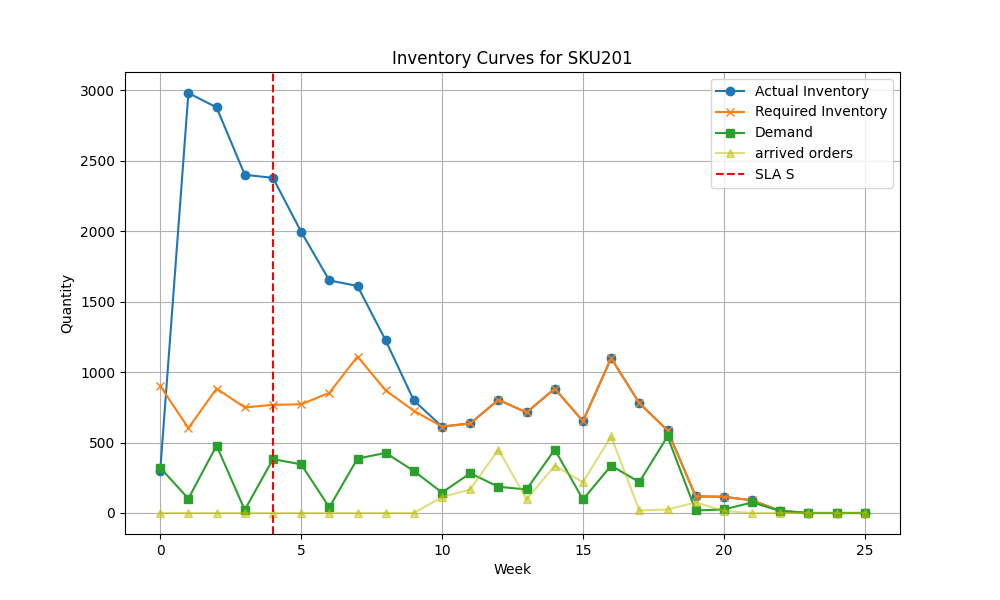 Inventory Curves for SKU201
Actual Inventory
Required Inventory
Demand
arrived orders
SLA S
Quantity
3000
2500
2000
1500
1000
500
0
0 5 10 15 20 25
Week